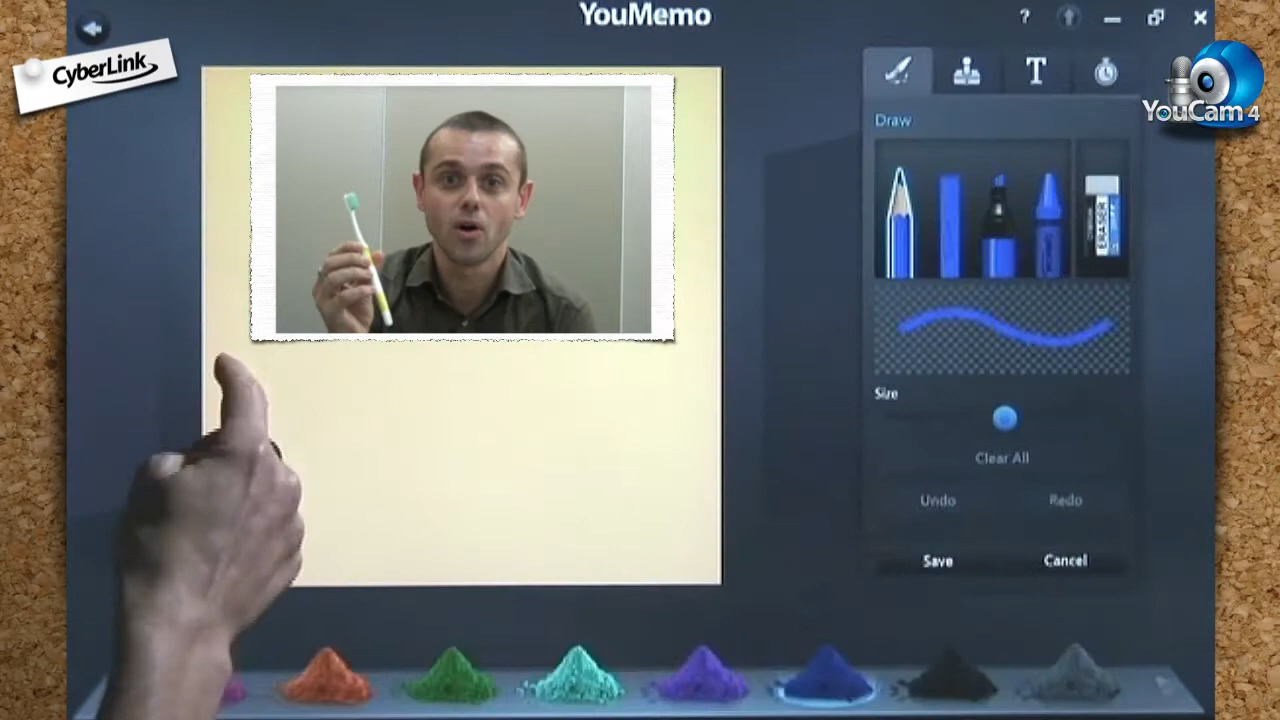 YouMemo
?
CyberLink
T
YouCam 4
Draw
ERASER
Size
Clear All
Undo Redo
Save Cancel